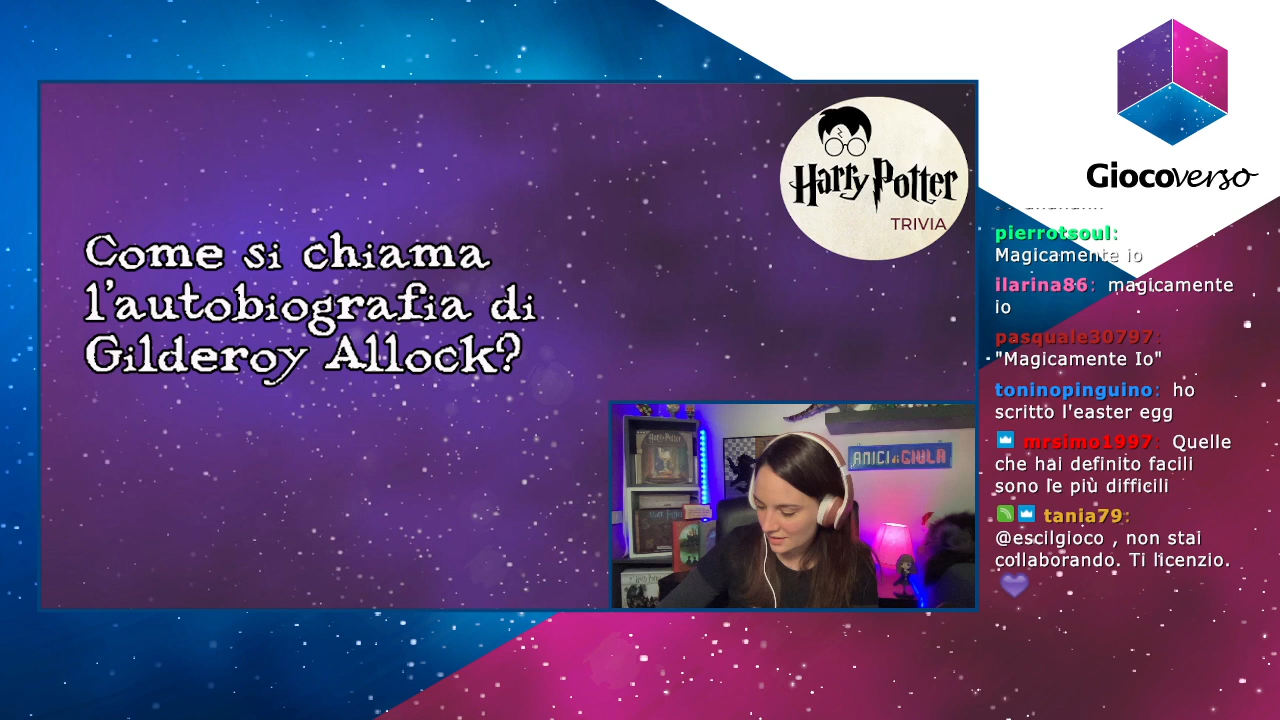 Come si chiama
l'autobiografia di
Gilderoy Allock?
Harry Potter
TRIVIA
Giocoverso
pierrotsoul:
Magicamente io
ilarina86: magicamente
io
pasquale30797:
"Magicamente Io"
toninopinguino: ho
scritto l'easter egg
mrsimo1997: Quelle
che hai definito facili
sono le più difficili
tania79:
@escilgioco , non stai
collaborando. Ti licenzio.
AMICI di GIULA
Harry Potter